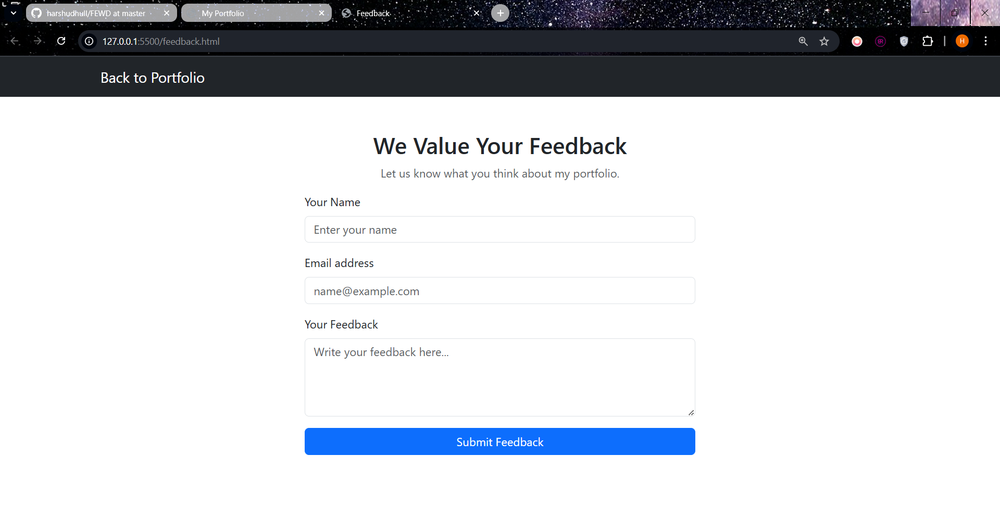 harshudhull/FEWD at master
My Portfolio
Feedback
127.0.0.1:5500/feedback.html
BR
H
Back to Portfolio
We Value Your Feedback
Let us know what you think about my portfolio.
Your Name
Enter your name
Email address
name@example.com
Your Feedback
Write your feedback here...
Submit Feedback